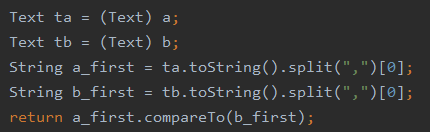 Text ta = (Text) a;
Text tb = (Text) b;
String a_first = ta.toString().split(",")[0];
String b_first = tb.toString().split(",")[0];
return a_first.compareTo(b_first);